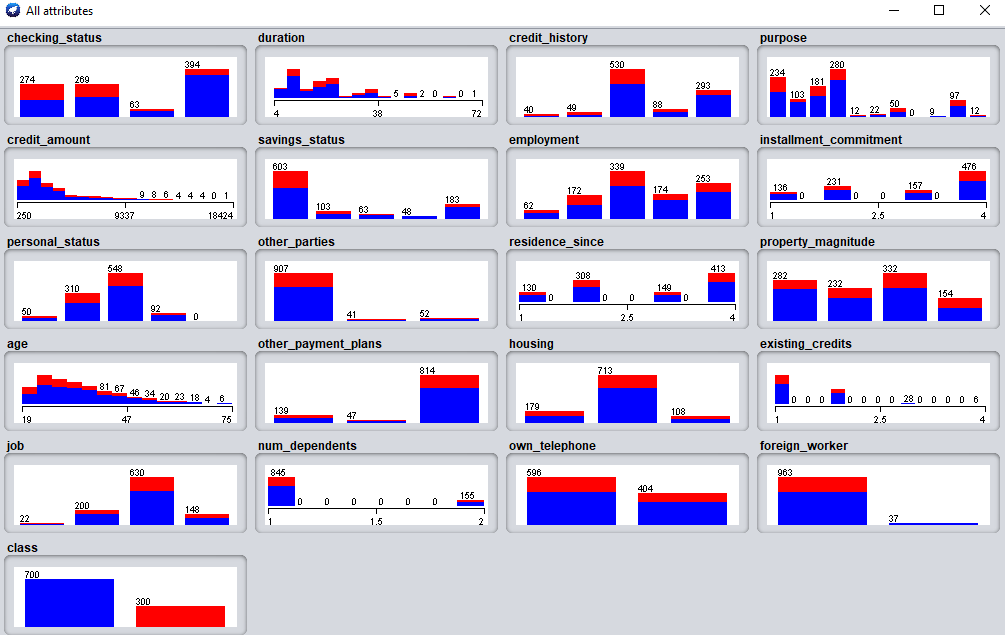 All attributes
checking_status
274 269 63 394
duration
5 2 0 0 1
4 38 72
credit_history
40 49 530 88 293
purpose
234 103 181 280 12 22 50 0 9 97 12
credit_amount
9 8 6 4 4 4 0 1
250 9337 18424
savings_status
603 103 63 48 183
employment
62 172 339 174 253
installment_commitment
136 0 231 0 0 157 0 476
1 2.5 4
personal_status
50 310 548 92 0
other_parties
907 41 52
residence_since
130 0 308 0 0 149 0 413
1 2.5 4
property_magnitude
282 232 332 154
age
81 67 46 34 20 23 18 4 6
19 47 75
other_payment_plans
139 47 814
housing
179 713 108
existing_credits
0 0 0 0 0 0 0 28 0 0 0 0 6
1 2.5 4
job
22 200 630 148
num_dependents
845 0 0 0 0 0 0 155
1 1.5 2
own_telephone
596 404
foreign_worker
963 37
class
700 300